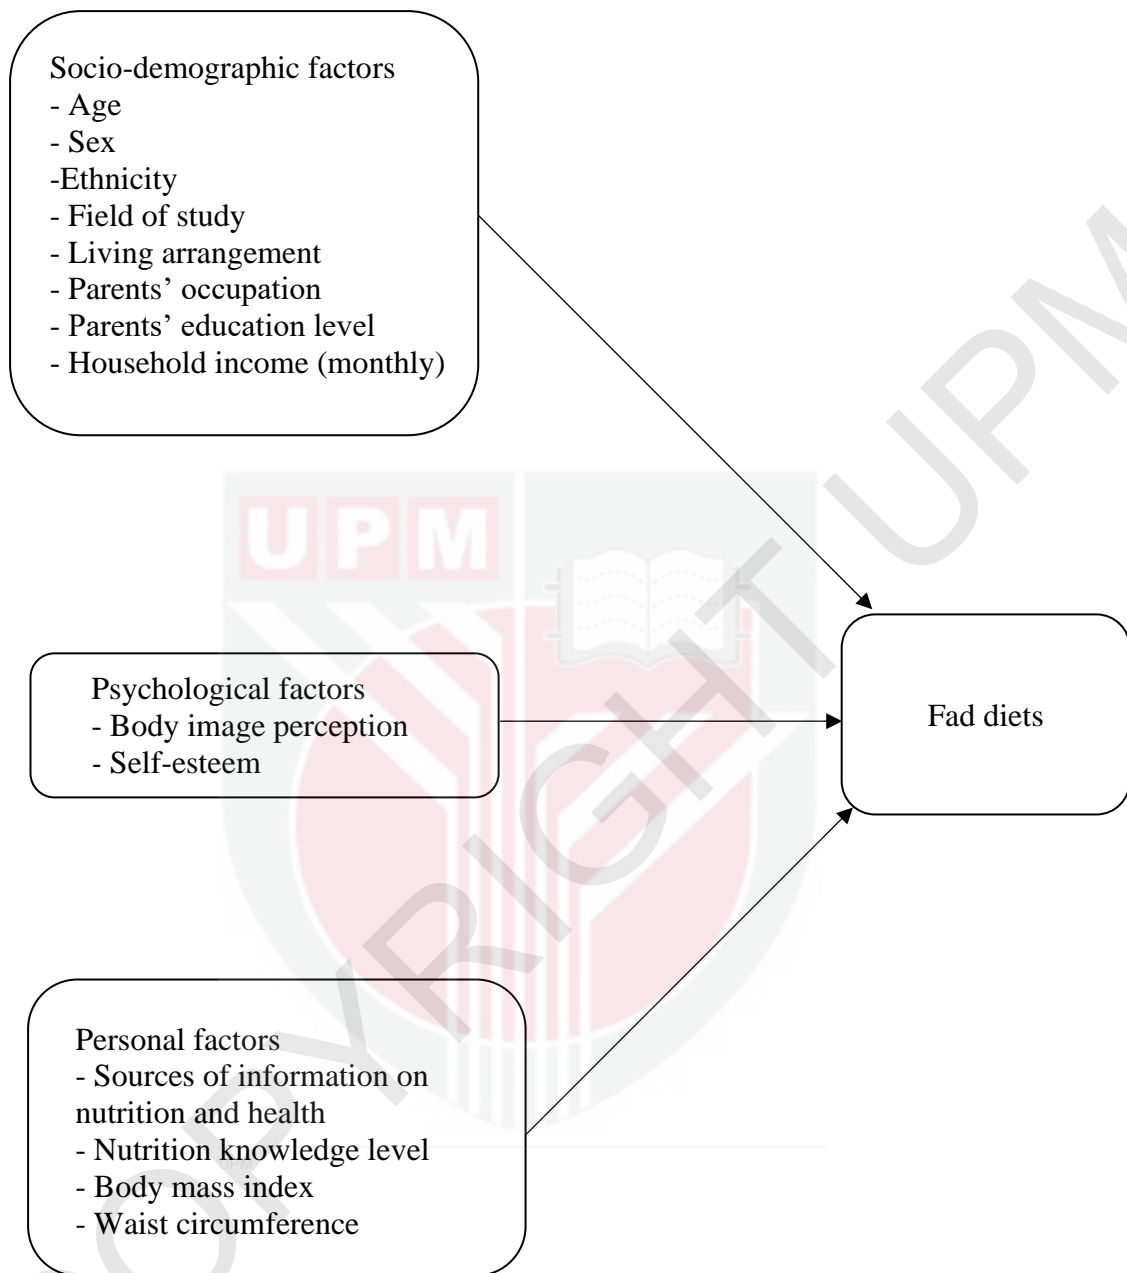 Socio-demographic factors
- Age
- Sex
-Ethnicity
- Field of study
- Living arrangement
- Parents’ occupation
- Parents’ education level
- Household income (monthly)
UPM
Psychological factors
- Body image perception
- Self-esteem
Fad diets
Personal factors
- Sources of information on
nutrition and health
- Nutrition knowledge level
- Body mass index
- Waist circumference
UPM
COPYRIGHT UPM